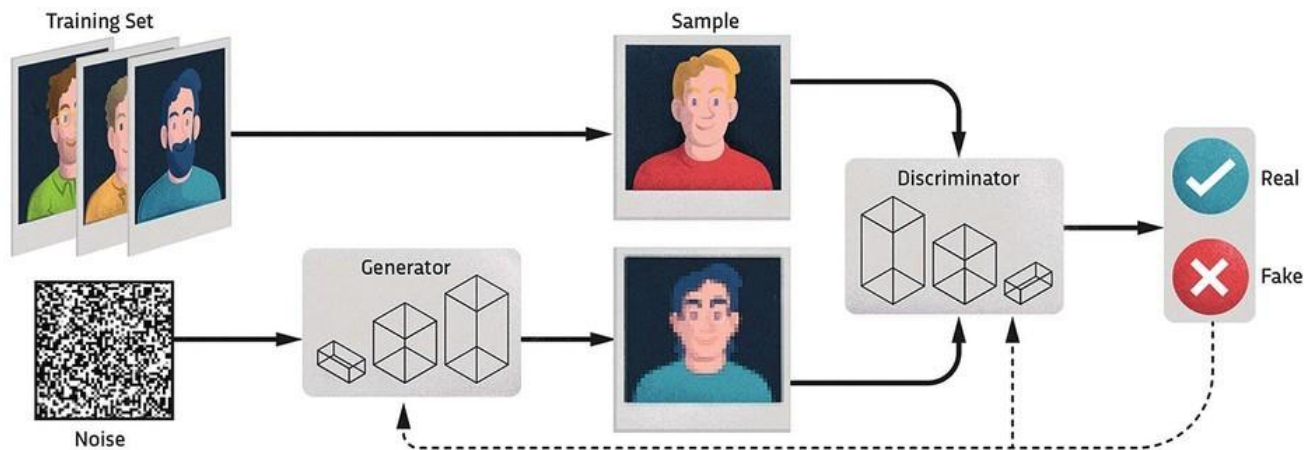 Training Set
Sample
Discriminator
Real
Generator
Fake
Noise